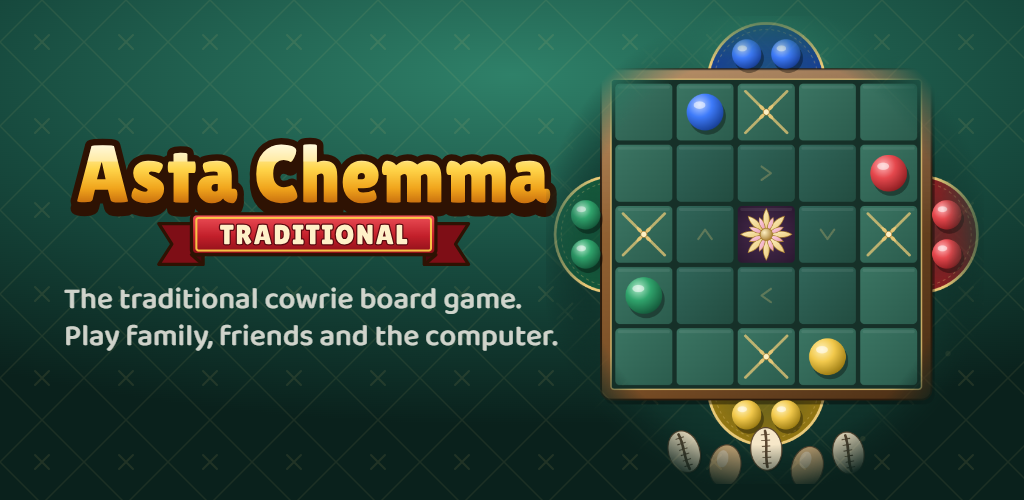 Asta Chemma
TRADITIONAL
The traditional cowrie board game.
Play family, friends and the computer.